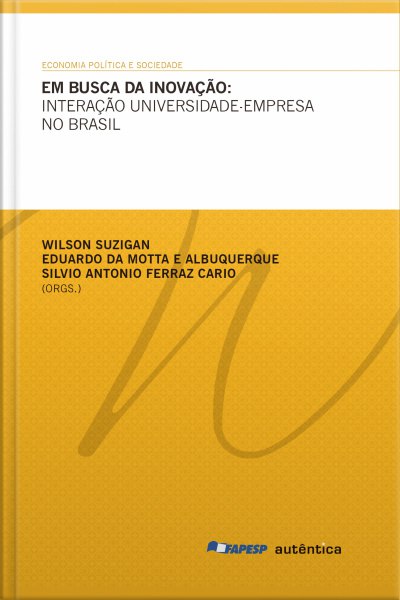 ECONOMIA POLÍTICA E SOCIEDADE
EM BUSCA DA INOVAÇÃO:
INTERAÇÃO UNIVERSIDADE-EMPRESA
NO BRASIL
WILSON SUZIGAN
EDUARDO DA MOTTA E ALBUQUERQUE
SILVIO ANTONIO FERRAZ CARIO
(ORGS.)
FAPESP autêntica